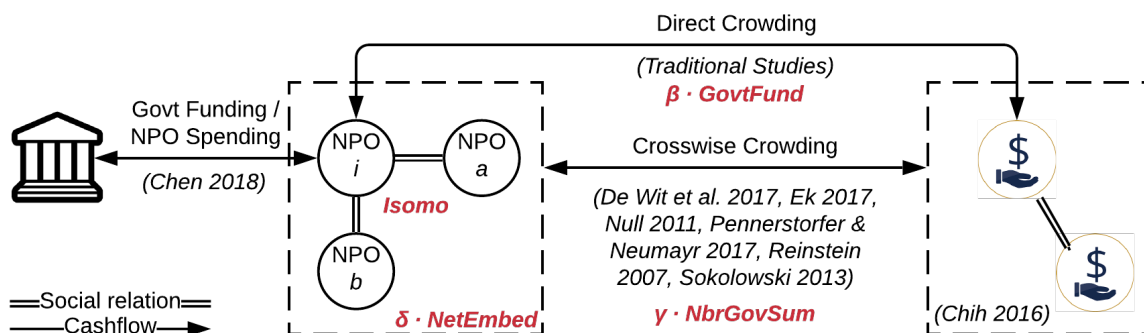 Direct Crowding
(Traditional Studies)
β · GovtFund
Govt Funding /
NPO Spending
(Chen 2018)
NPO
i
NPO
a
Isomo
NPO
b
δ · NetEmbed
Crosswise Crowding
(De Wit et al. 2017, Ek 2017,
Null 2011, Pennerstorfer &
Neumayr 2017, Reinstein
2007, Sokolowski 2013)
γ · NbrGovSum
$
$
(Chih 2016)
Social relation
Cashflow